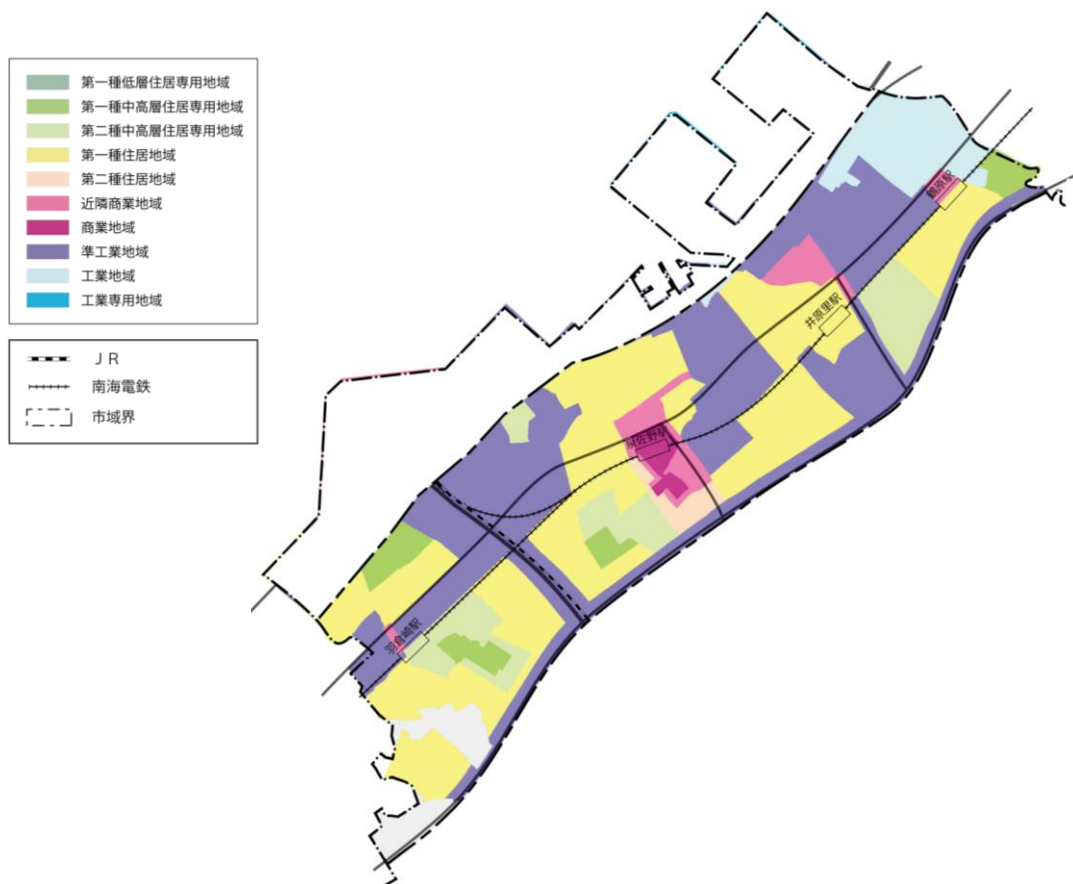 第一種低層住居専用地域
第一種中高層住居専用地域
第二種中高層住居専用地域
第一種住居地域
第二種住居地域
近隣商業地域
商業地域
準工業地域
工業地域
工業専用地域
ＪＲ
南海電鉄
市域界
鶴原駅
井原里駅
佐野駅
羽倉崎駅